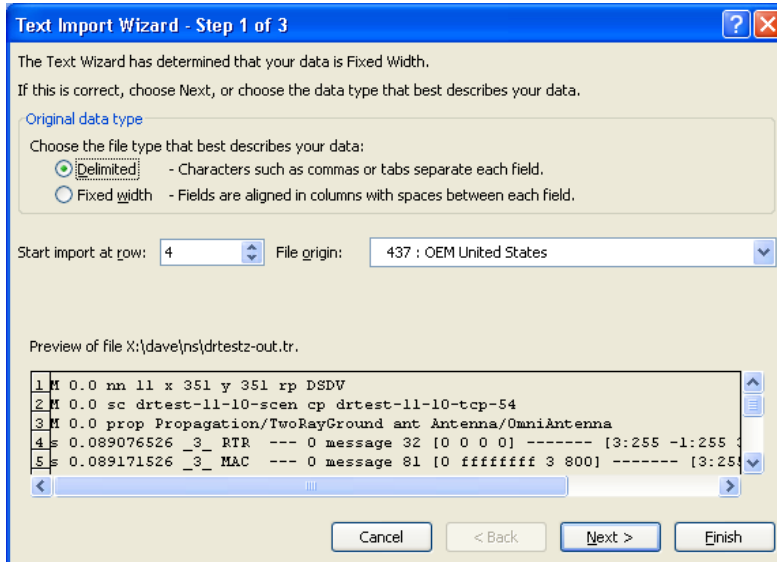 Text Import Wizard - Step 1 of 3
The Text Wizard has determined that your data is Fixed Width.
If this is correct, choose Next, or choose the data type that best describes your data.
Original data type
Choose the file type that best describes your data:
Delimited - Characters such as commas or tabs separate each field.
Fixed width - Fields are aligned in columns with spaces between each field.
Start import at row: 4 File origin: 437 : OEM United States
Preview of file X:\dave\ns\drtestz-out.tr.
1 M 0.0 nn 11 x 351 y 351 rp DSDV
2 M 0.0 sc drtest-11-10-scen cp drtest-11-10-tcp-54
3 M 0.0 prop Propagation/TwoRayGround ant Antenna/OmniAntenna
4 s 0.089076526 _3_ RTR --- 0 message 32 [0 0 0 0] ------- [3:255 -1:255
5 s 0.089171526 _3_ MAC --- 0 message 81 [0 ffffffff 3 800] ------- [3:25
Cancel < Back Next > Finish